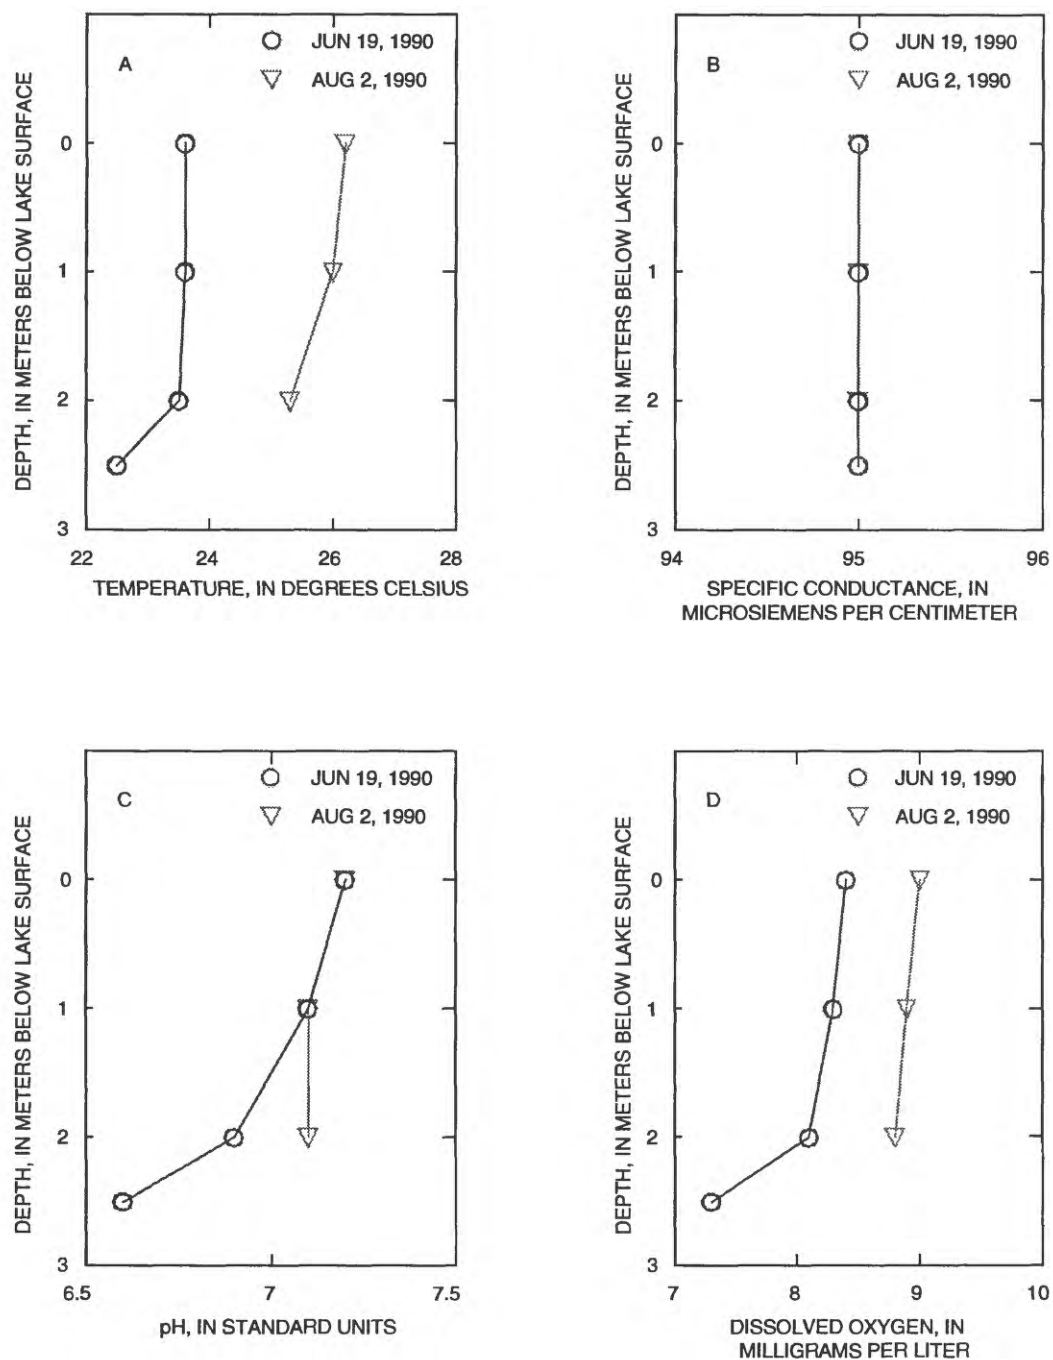 A
JUN 19, 1990
AUG 2, 1990
DEPTH, IN METERS BELOW LAKE SURFACE
0
1
2
3
22 24 26 28
TEMPERATURE, IN DEGREES CELSIUS
B
JUN 19, 1990
AUG 2, 1990
DEPTH, IN METERS BELOW LAKE SURFACE
0
1
2
3
94 95 96
SPECIFIC CONDUCTANCE, IN
MICROSIEMENS PER CENTIMETER
C
JUN 19, 1990
AUG 2, 1990
DEPTH, IN METERS BELOW LAKE SURFACE
0
1
2
3
6.5 7 7.5
pH, IN STANDARD UNITS
D
JUN 19, 1990
AUG 2, 1990
DEPTH, IN METERS BELOW LAKE SURFACE
0
1
2
3
7 8 9 10
DISSOLVED OXYGEN, IN
MILLIGRAMS PER LITER